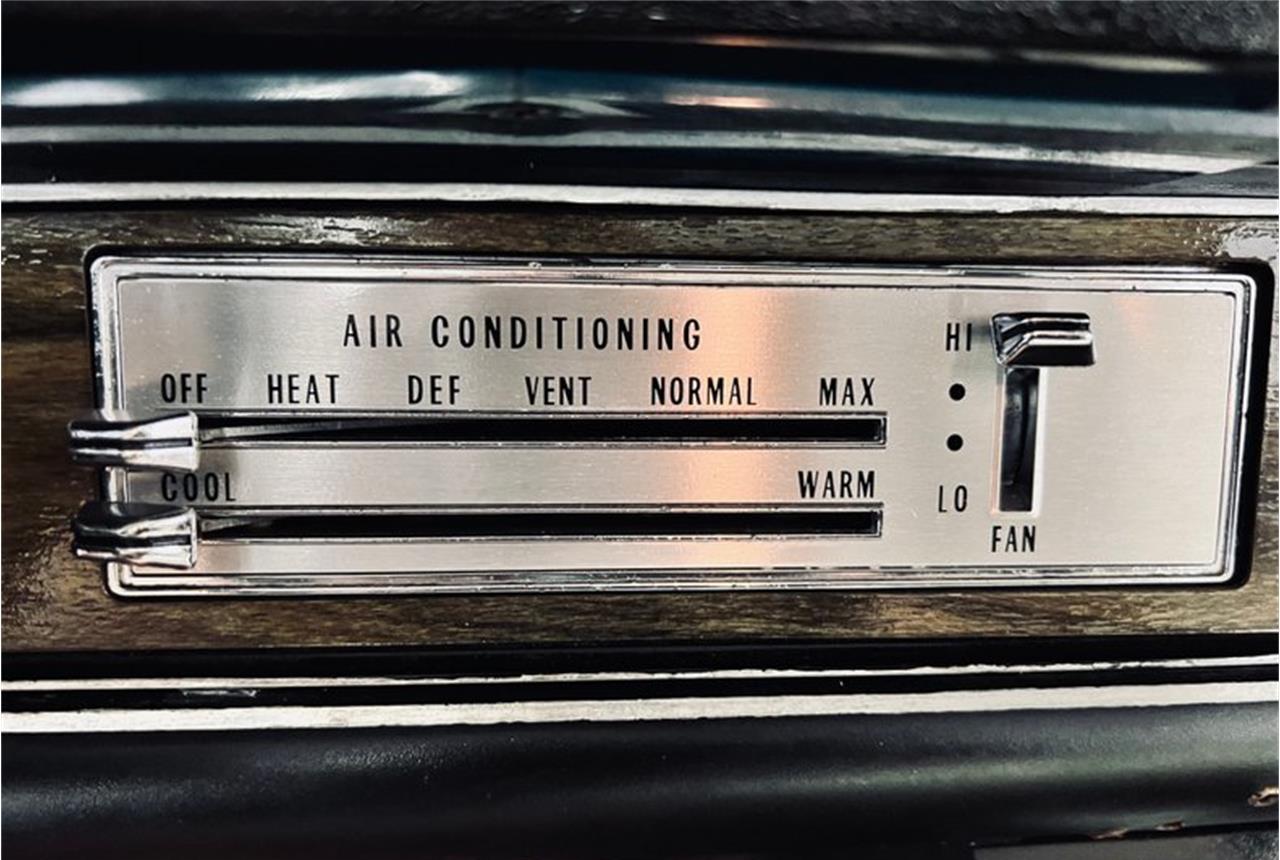 AIR CONDITIONING
OFF HEAT DEF VENT NORMAL MAX
COOL WARM
HI
LO
FAN